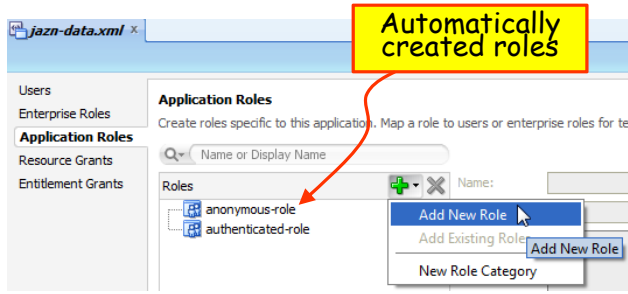 jazn-data.xml x
Automatically
created roles
Users
Enterprise Roles
Application Roles
Resource Grants
Entitlement Grants
Application Roles
Create roles specific to this application. Map a role to users or enterprise roles for te
Name or Display Name
Roles
Name:
anonymous-role
authenticated-role
Add New Role
Add Existing Role
Add New Role
New Role Category